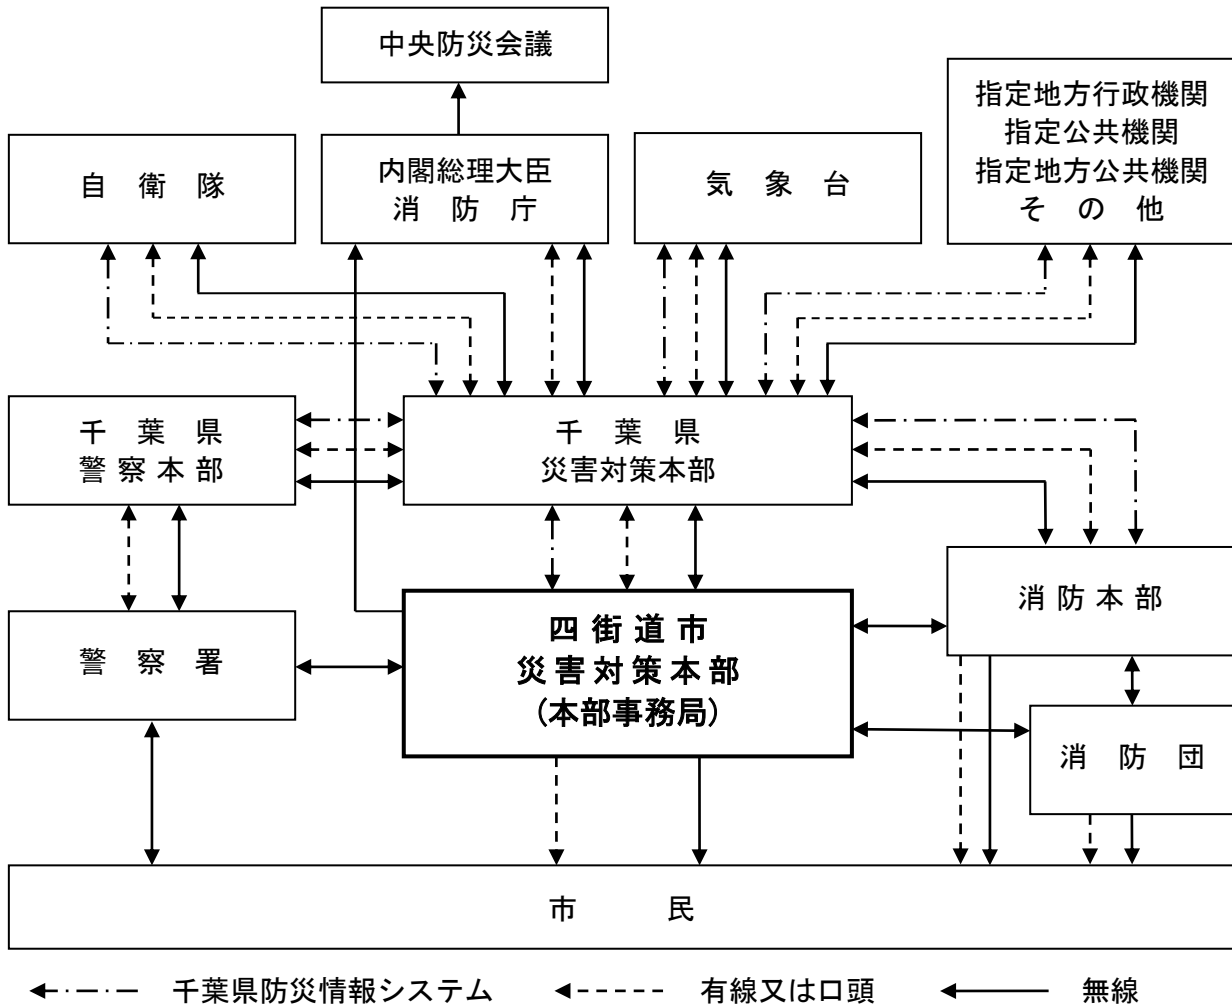 中央防災会議
指定地方行政機関
指定公共機関
指定地方公共機関
そ の 他
自 衛 隊
内閣総理大臣
消 防 庁
気 象 台
千 葉 県
警察本部
千 葉 県
災害対策本部
消防本部
四街道市
災害対策本部
(本部事務局)
警 察 署
消 防 団
市 民
千葉県防災情報システム
有線又は口頭
無線